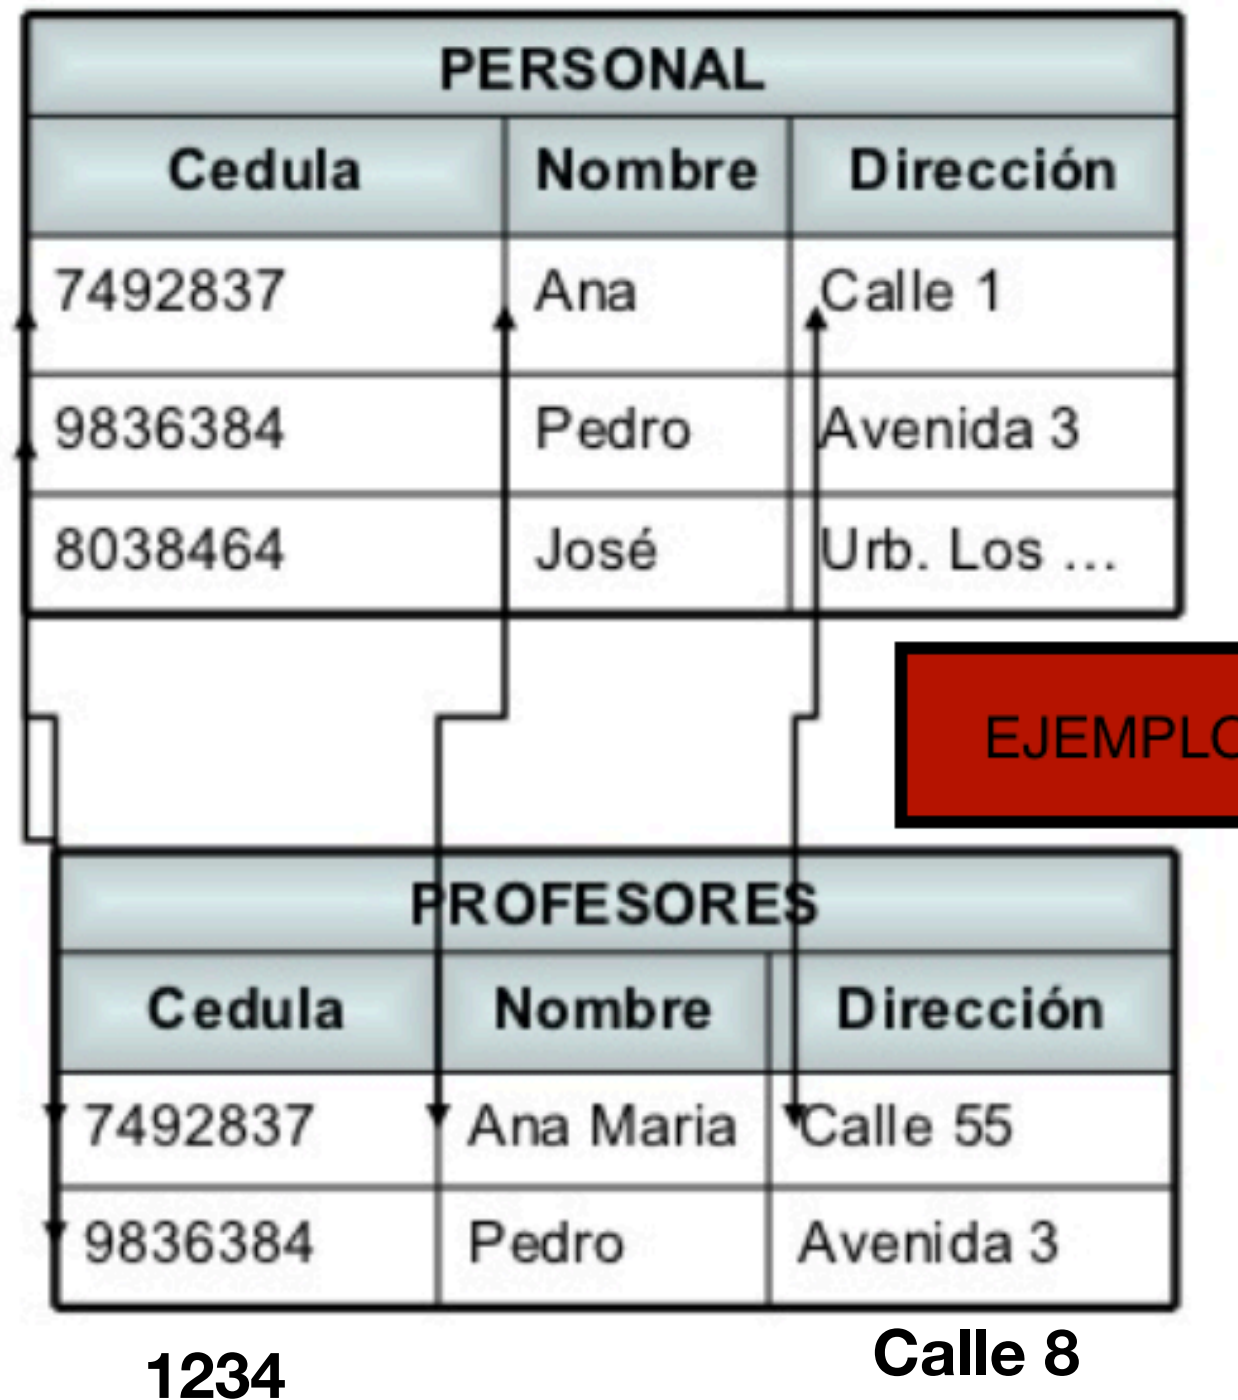 PERSONAL
Cedula Nombre Dirección
7492837 Ana Calle 1
9836384 Pedro Avenida 3
8038464 José Urb. Los ...
EJEMPLO
PROFESORES
Cedula Nombre Dirección
7492837 Ana Maria Calle 55
9836384 Pedro Avenida 3
1234 Calle 8